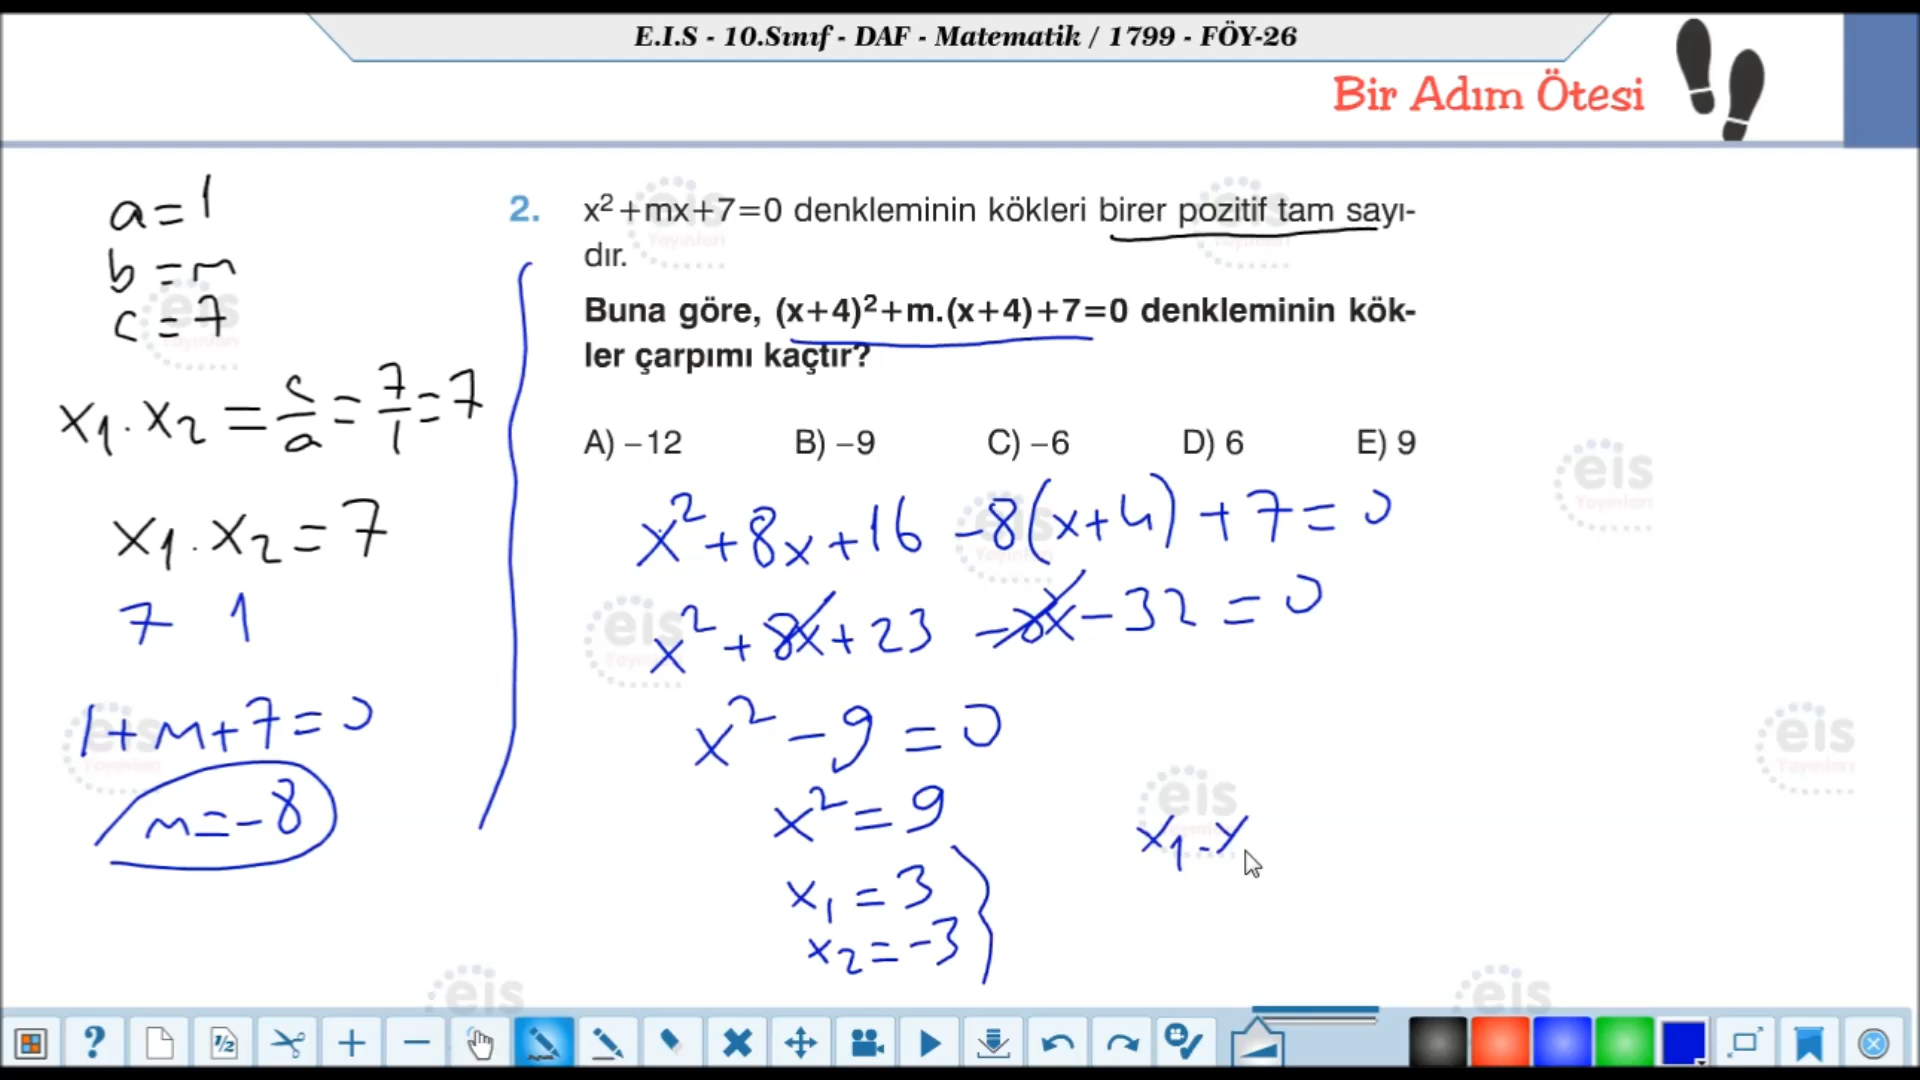 E.I.S - 10.Sınıf - DAF - Matematik / 1799 - FÖY-26
Bir Adım Ötesi
2. x²+mx+7=0 denkleminin kökleri birer pozitif tam sayı-
dır.
Buna göre, (x+4)²+m.(x+4)+7=0 denkleminin kök-
ler çarpımı kaçtır?
A) −12 B) −9 C) −6 D) 6 E) 9
a=1
b=m
c=7
x₁.x₂=c/a=7/1=7
x₁.x₂=7
7 1
1+m+7=0
m=-8
x²+8x+16-8(x+4)+7=0
x²+8x+23-8x-32=0
x²-9=0
x²=9
x₁=3
x₂=-3
x₁.x
eis
Yayınları